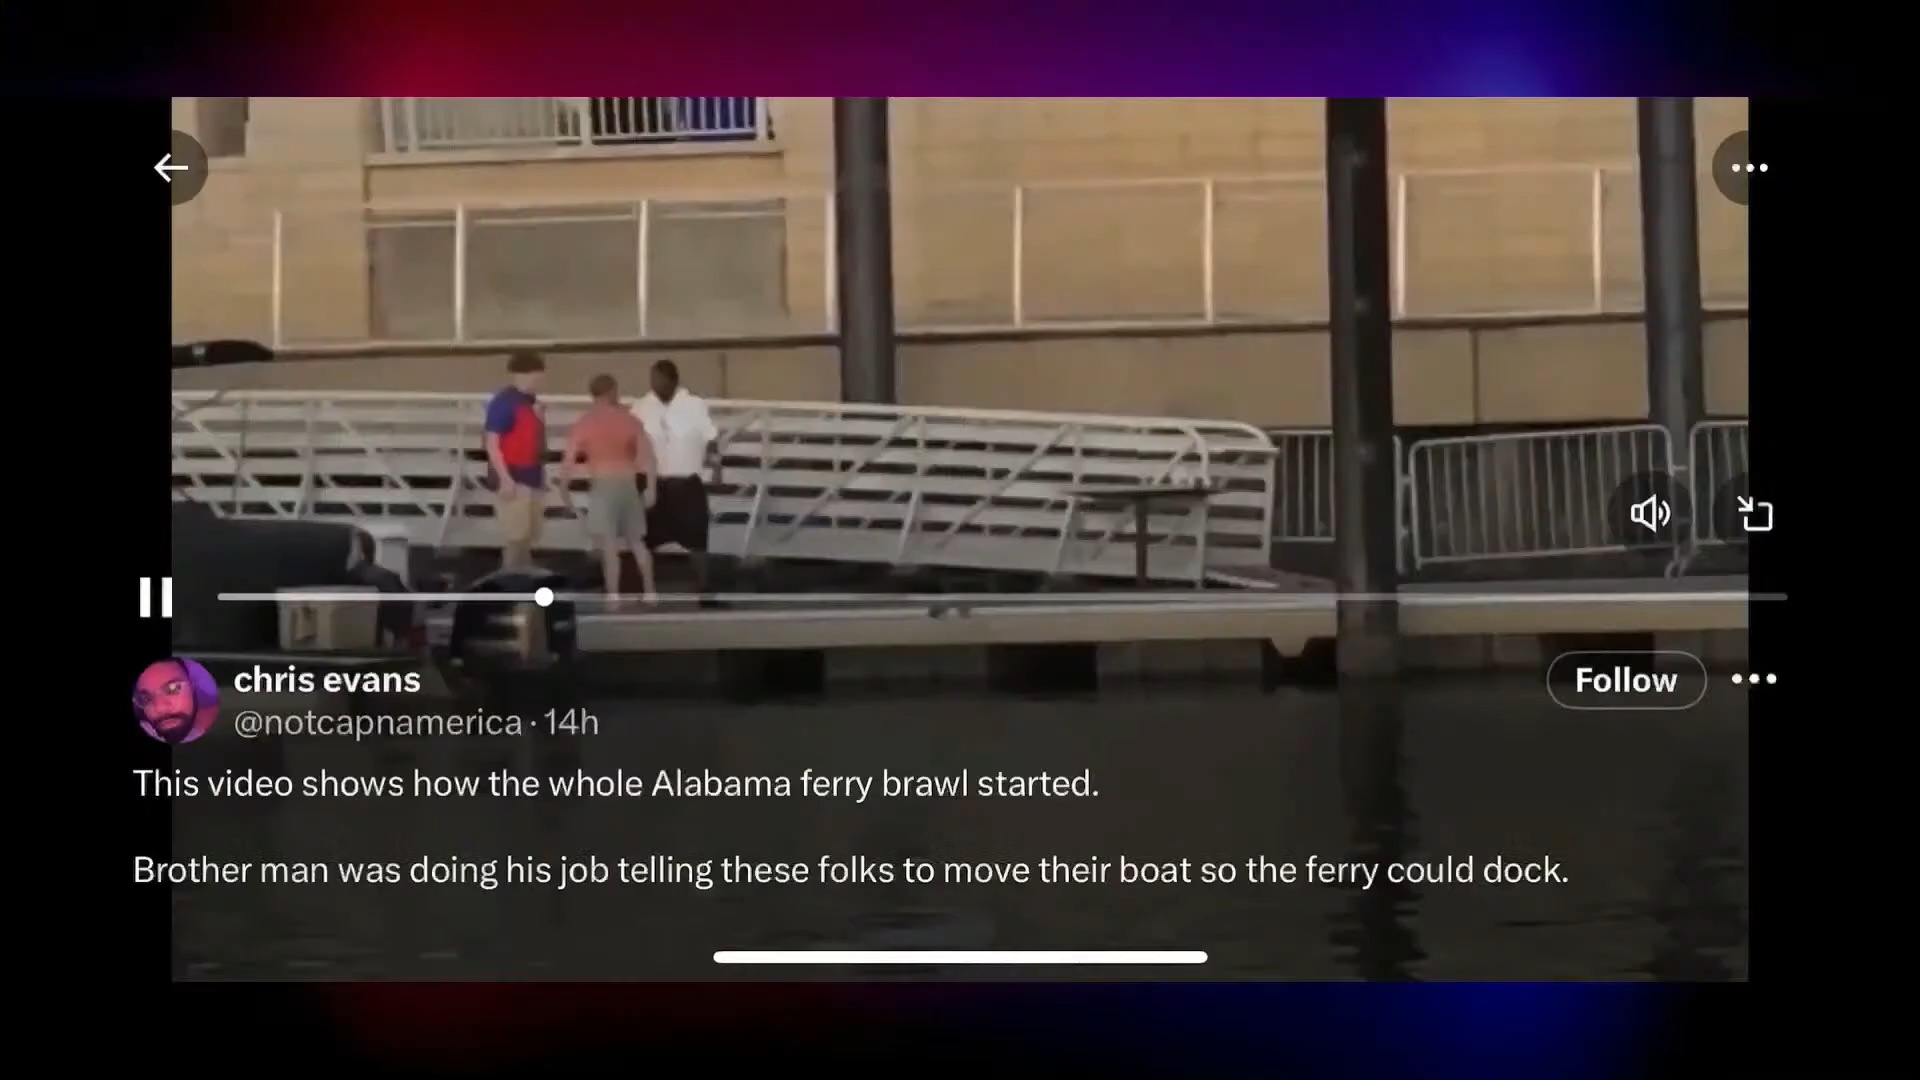 chris evans
@notcapnamerica · 14h
Follow
This video shows how the whole Alabama ferry brawl started.
Brother man was doing his job telling these folks to move their boat so the ferry could dock.